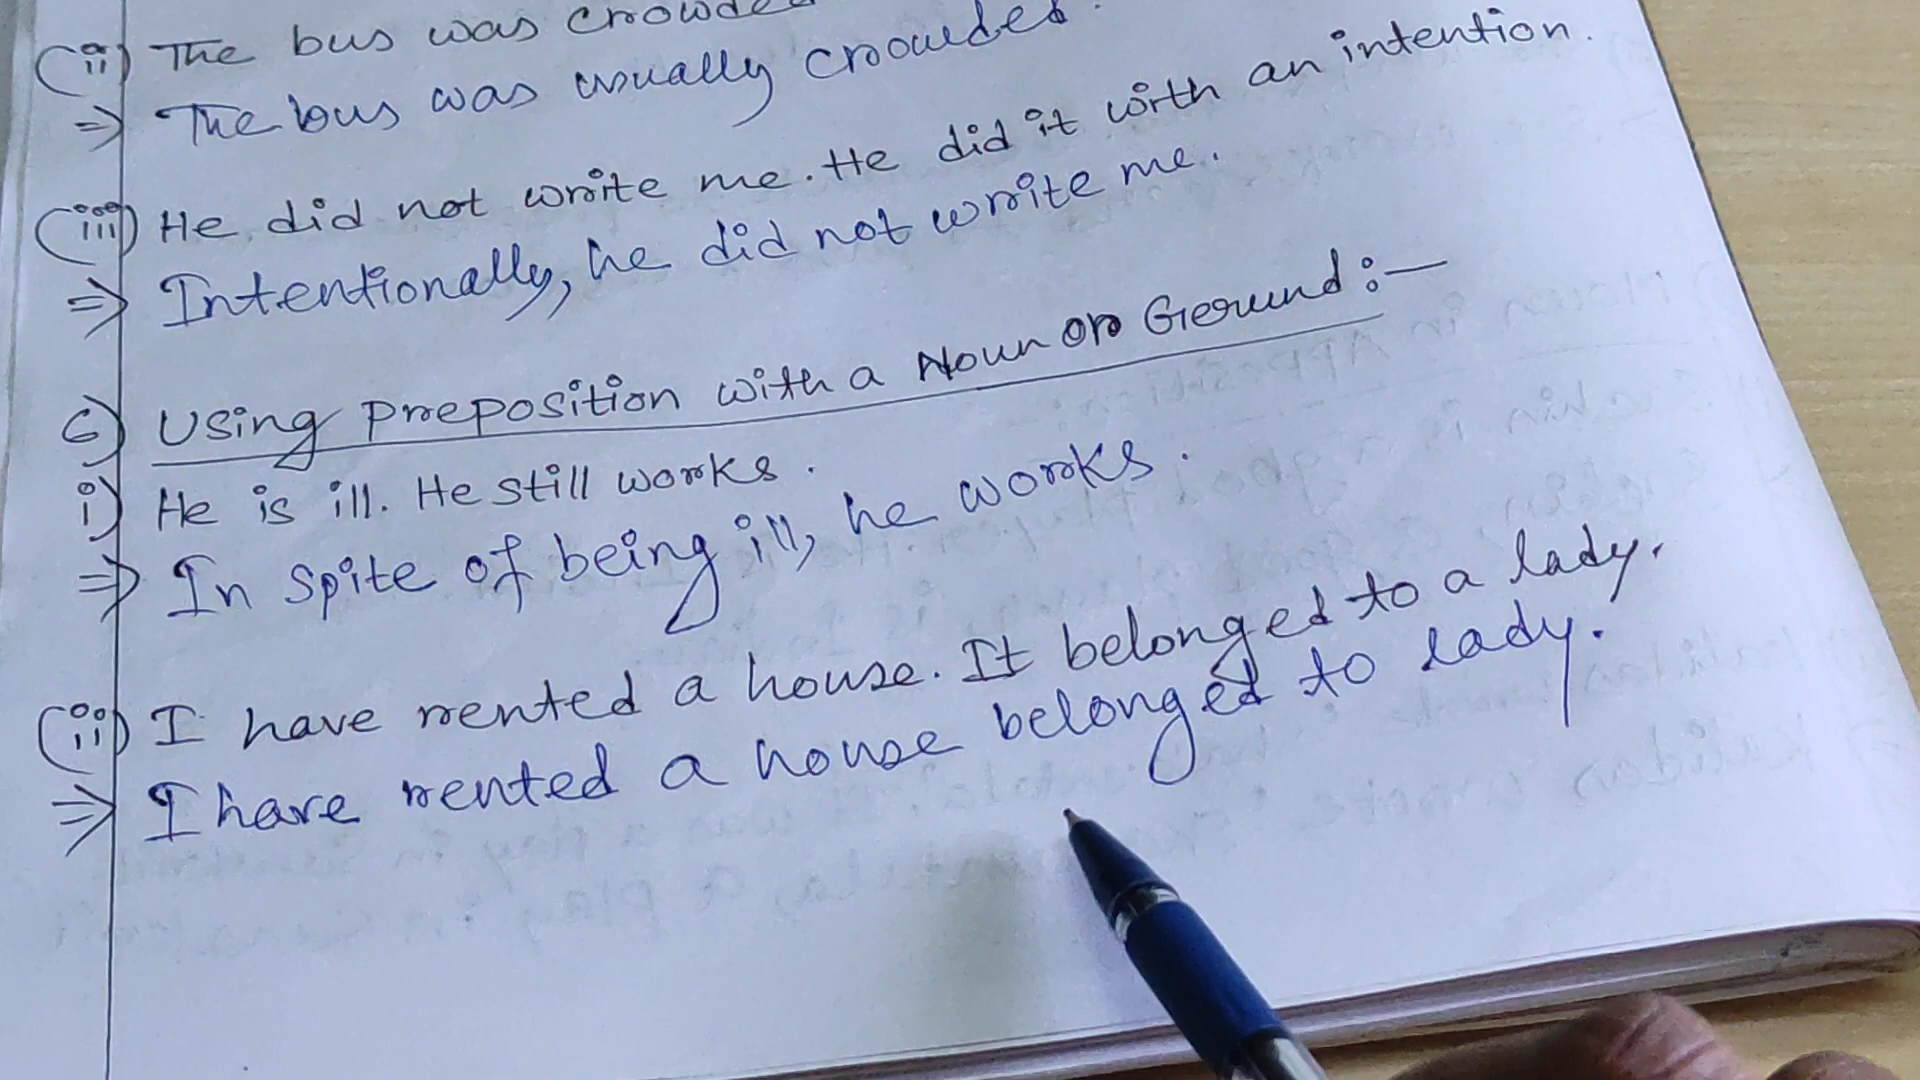 (ii) The bus was crowded
=> The bus was usually crowded.
(iii) He did not write me. He did it with an intention.
=> Intentionally, he did not write me.
6) Using Preposition with a Noun or Gerund :—
i) He is ill. He still works.
=> In spite of being ill, he works.
(ii) I have rented a house. It belonged to a lady.
=> I have rented a house belonged to lady.